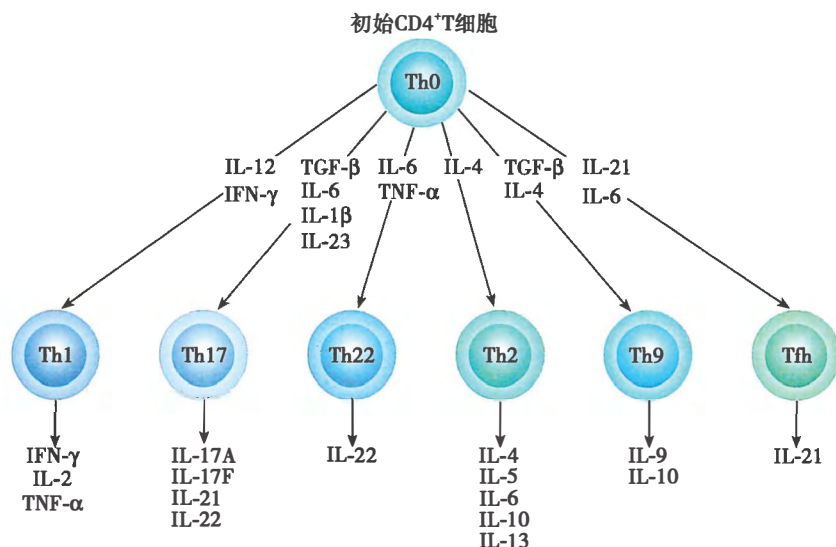 初始CD4⁺T细胞
Th0
IL-12
IFN-γ
TGF-β
IL-6
IL-1β
IL-23
IL-6
TNF-α
IL-4
TGF-β
IL-4
IL-21
IL-6
Th1
Th17
Th22
Th2
Th9
Tfh
IFN-γ
IL-2
TNF-α
IL-17A
IL-17F
IL-21
IL-22
IL-22
IL-4
IL-5
IL-6
IL-10
IL-13
IL-9
IL-10
IL-21